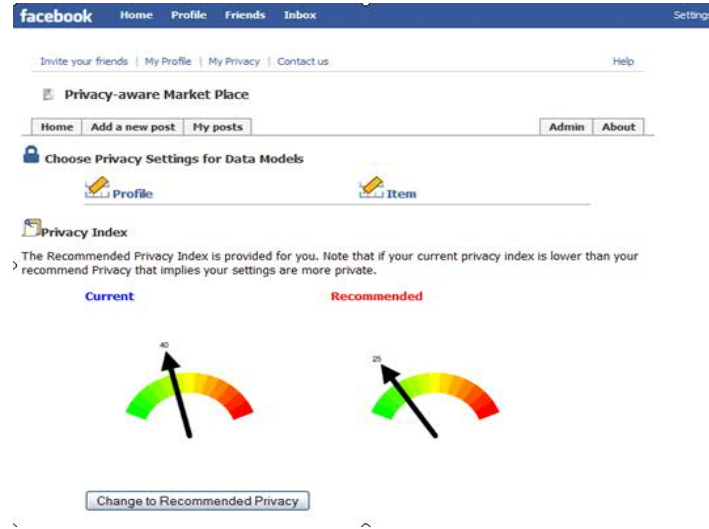 facebook Home Profile Friends Inbox Settings
Invite your friends | My Profile | My Privacy | Contact us Help
Privacy-aware Market Place
Home Add a new post My posts Admin About
Choose Privacy Settings for Data Models
Profile Item
Privacy Index
The Recommended Privacy Index is provided for you. Note that if your current privacy index is lower than your
recommend Privacy that implies your settings are more private.
Current Recommended
40 25
Change to Recommended Privacy